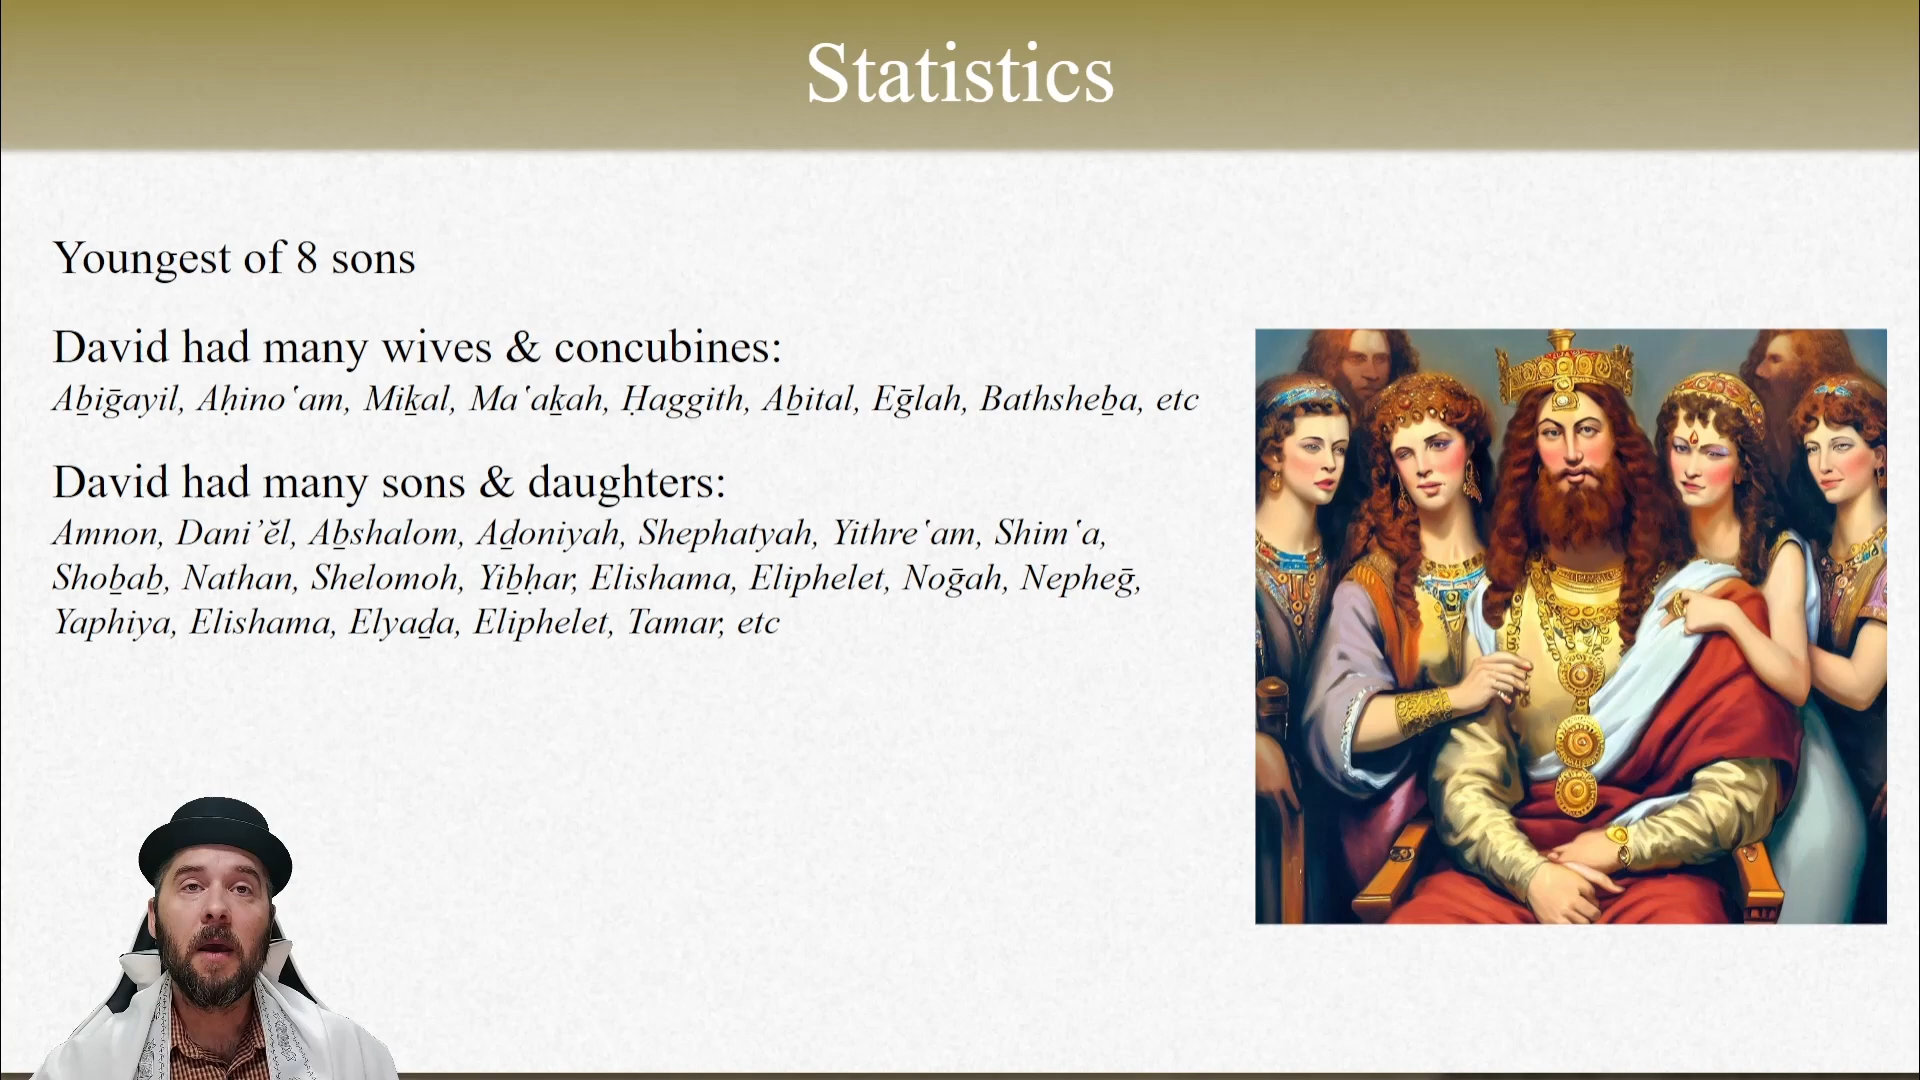 Statistics
Youngest of 8 sons
David had many wives & concubines:
Aḇiḡayil, Aḥino‛am, Miḵal, Ma‛aḵah, Ḥaggith, Aḇital, Eḡlah, Bathsheḇa, etc
David had many sons & daughters:
Amnon, Dani’ĕl, Aḇshalom, Aḏoniyah, Shephatyah, Yithre‛am, Shim‛a,
Shoḇaḇ, Nathan, Shelomoh, Yiḇḥar, Elishama, Eliphelet, Noḡah, Nepheḡ,
Yaphiya, Elishama, Elyaḏa, Eliphelet, Tamar, etc